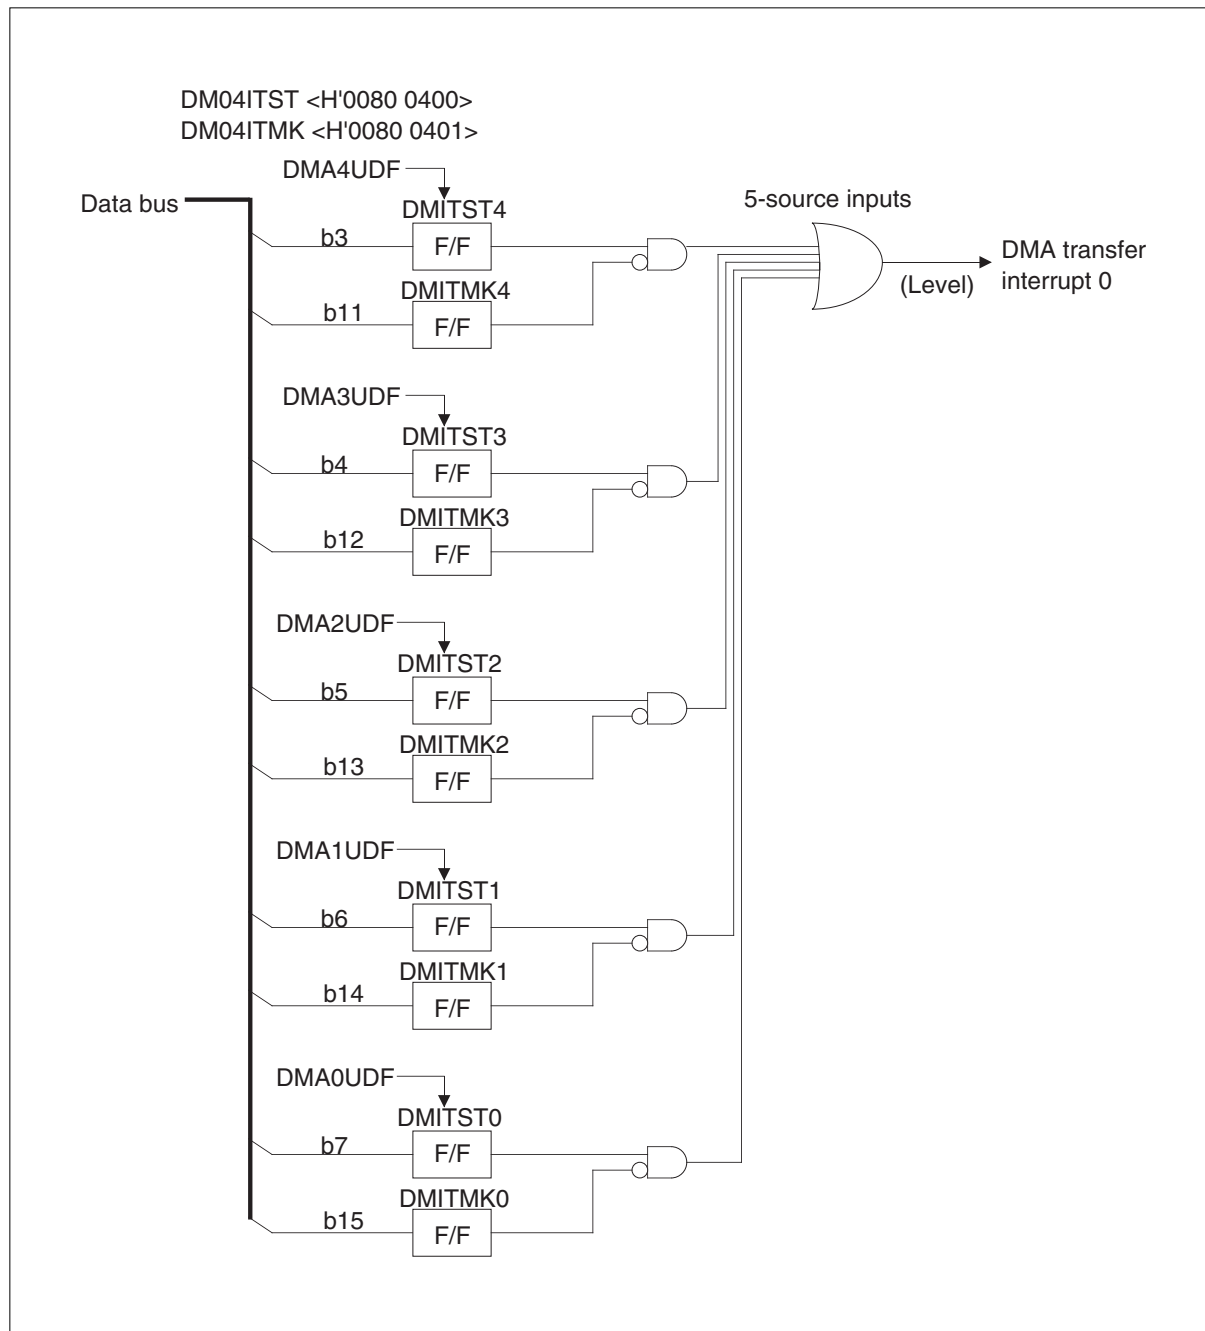 DM04ITST <H'0080 0400>
DM04ITMK <H'0080 0401>
Data bus
DMA4UDF
DMITST4
b3
F/F
DMITMK4
b11
F/F
5-source inputs
(Level)
DMA transfer
interrupt 0
DMA3UDF
DMITST3
b4
F/F
DMITMK3
b12
F/F
DMA2UDF
DMITST2
b5
F/F
DMITMK2
b13
F/F
DMA1UDF
DMITST1
b6
F/F
DMITMK1
b14
F/F
DMA0UDF
DMITST0
b7
F/F
DMITMK0
b15
F/F